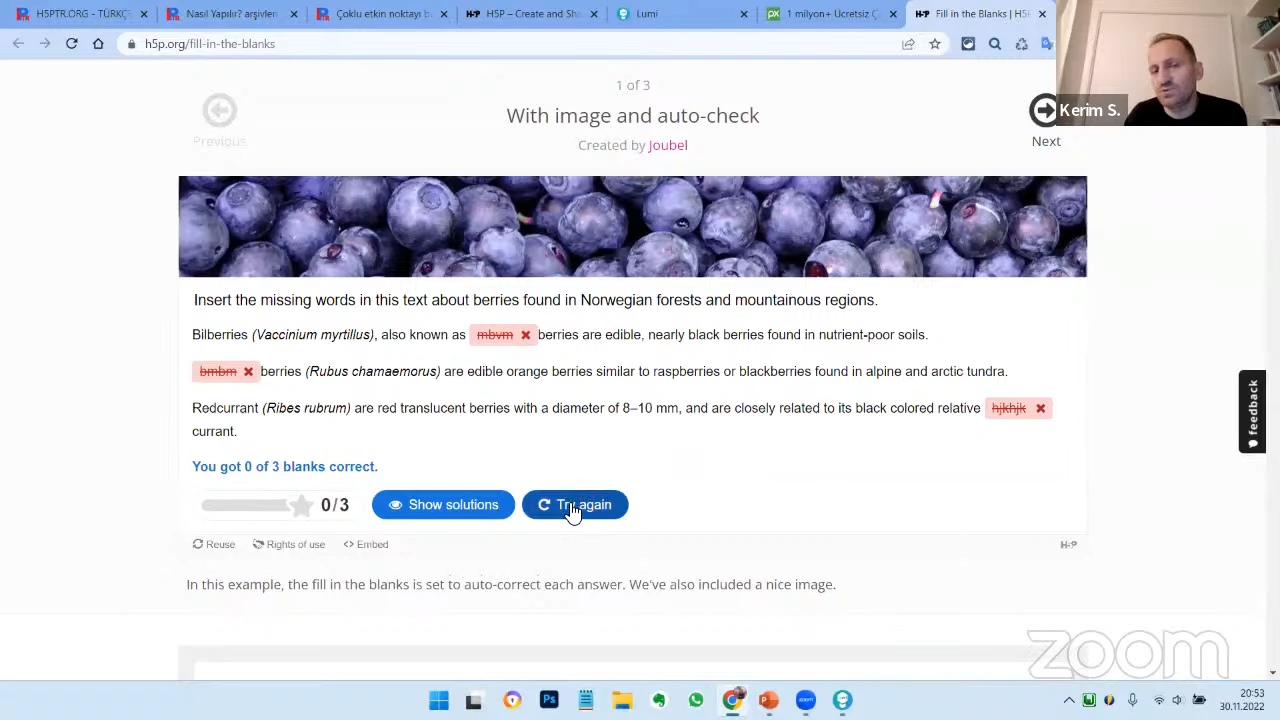 H5PTR.ORG - TÜRKÇ
Nasıl Yapılır? arşivler
Çoklu etkin noktayı b
H5P – Create and Sha
Lumi
1 milyon+ Ücretsiz Ç
Fill in the Blanks | H5
h5p.org/fill-in-the-blanks
Kerim S.
1 of 3
Previous
With image and auto-check
Next
Created by Joubel
Insert the missing words in this text about berries found in Norwegian forests and mountainous regions.
Bilberries (Vaccinium myrtillus), also known as mbvm berries are edible, nearly black berries found in nutrient-poor soils.
bmbm berries (Rubus chamaemorus) are edible orange berries similar to raspberries or blackberries found in alpine and arctic tundra.
Redcurrant (Ribes rubrum) are red translucent berries with a diameter of 8–10 mm, and are closely related to its black colored relative hjkhjk
currant.
You got 0 of 3 blanks correct.
0/3
Show solutions
Try again
feedback
Reuse
Rights of use
<> Embed
H-P
In this example, the fill in the blanks is set to auto-correct each answer. We've also included a nice image.
zoom
Ps
20:53
30.11.2022